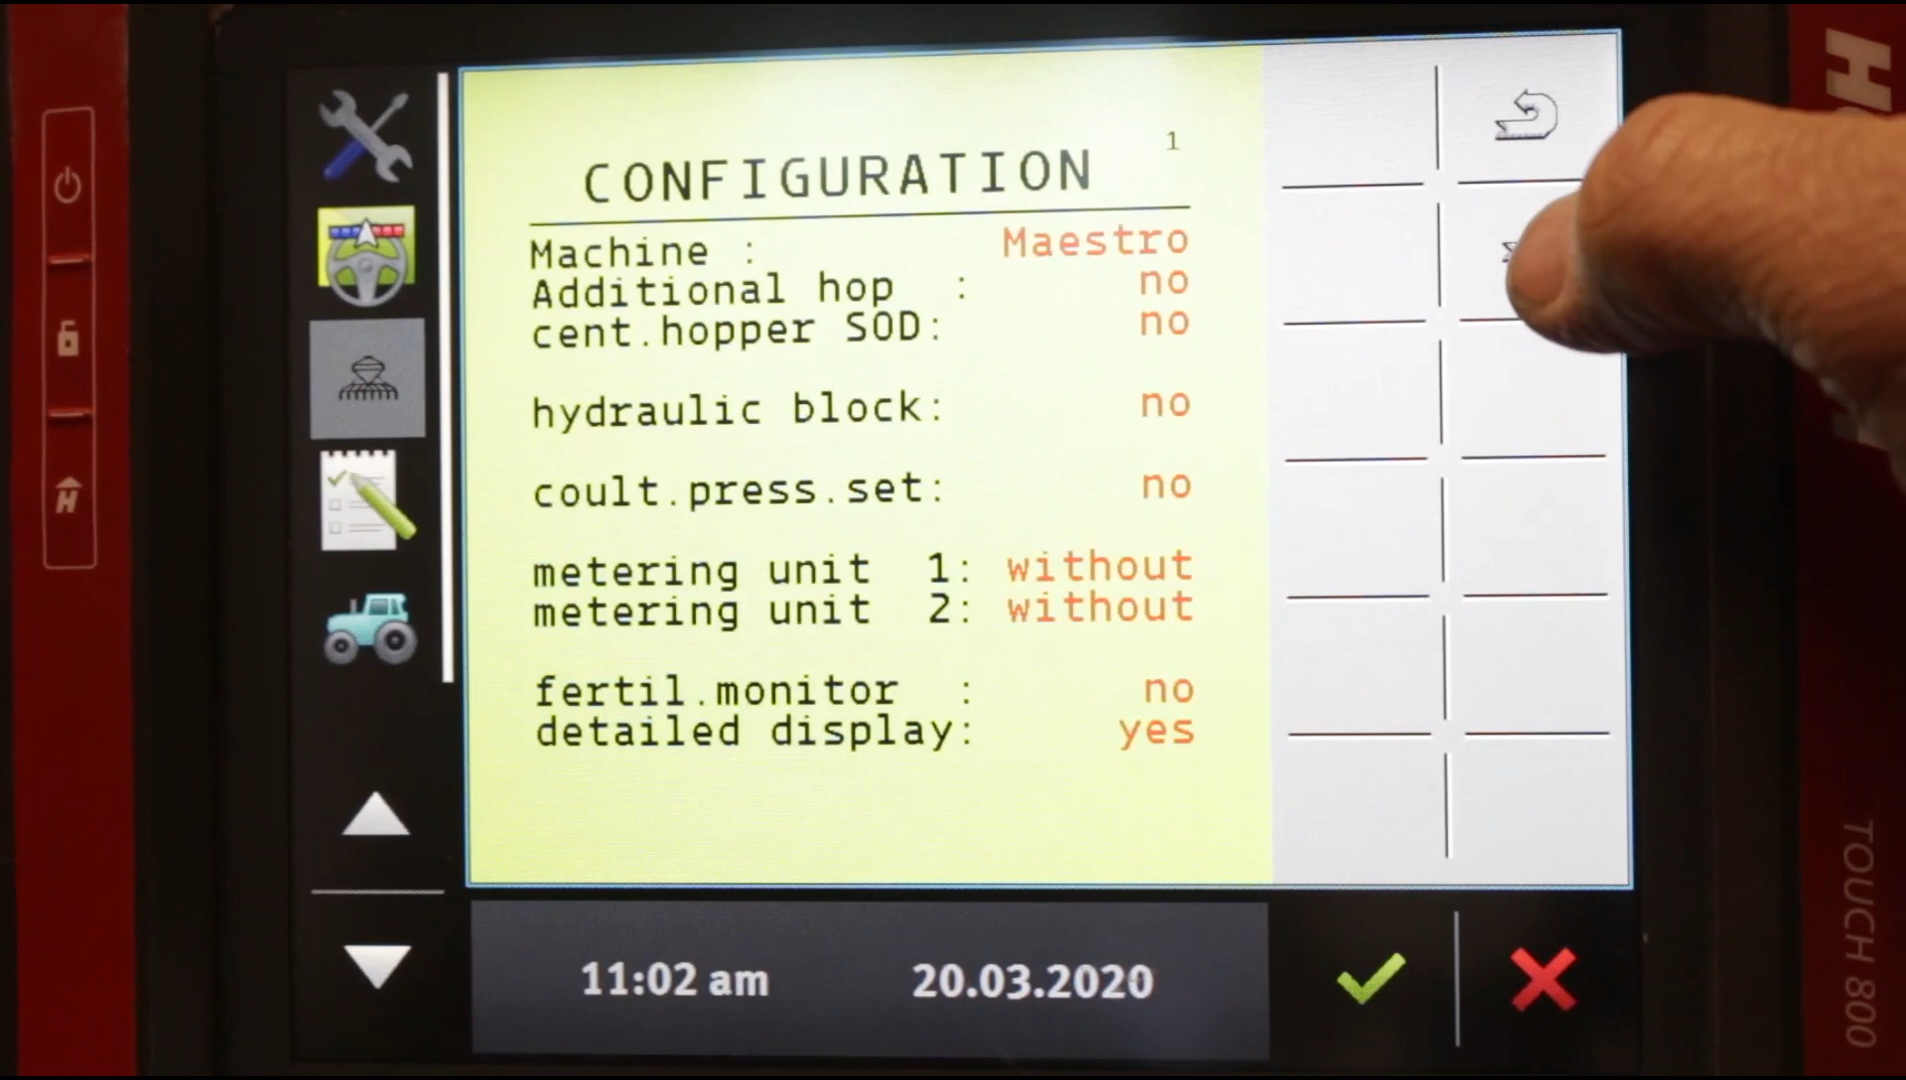 1
CONFIGURATION
Machine : Maestro
Additional hop : no
cent.hopper SOD: no
hydraulic block: no
coult.press.set: no
metering unit 1: without
metering unit 2: without
fertil.monitor : no
detailed display: yes
11:02 am 20.03.2020
H
TOUCH 800